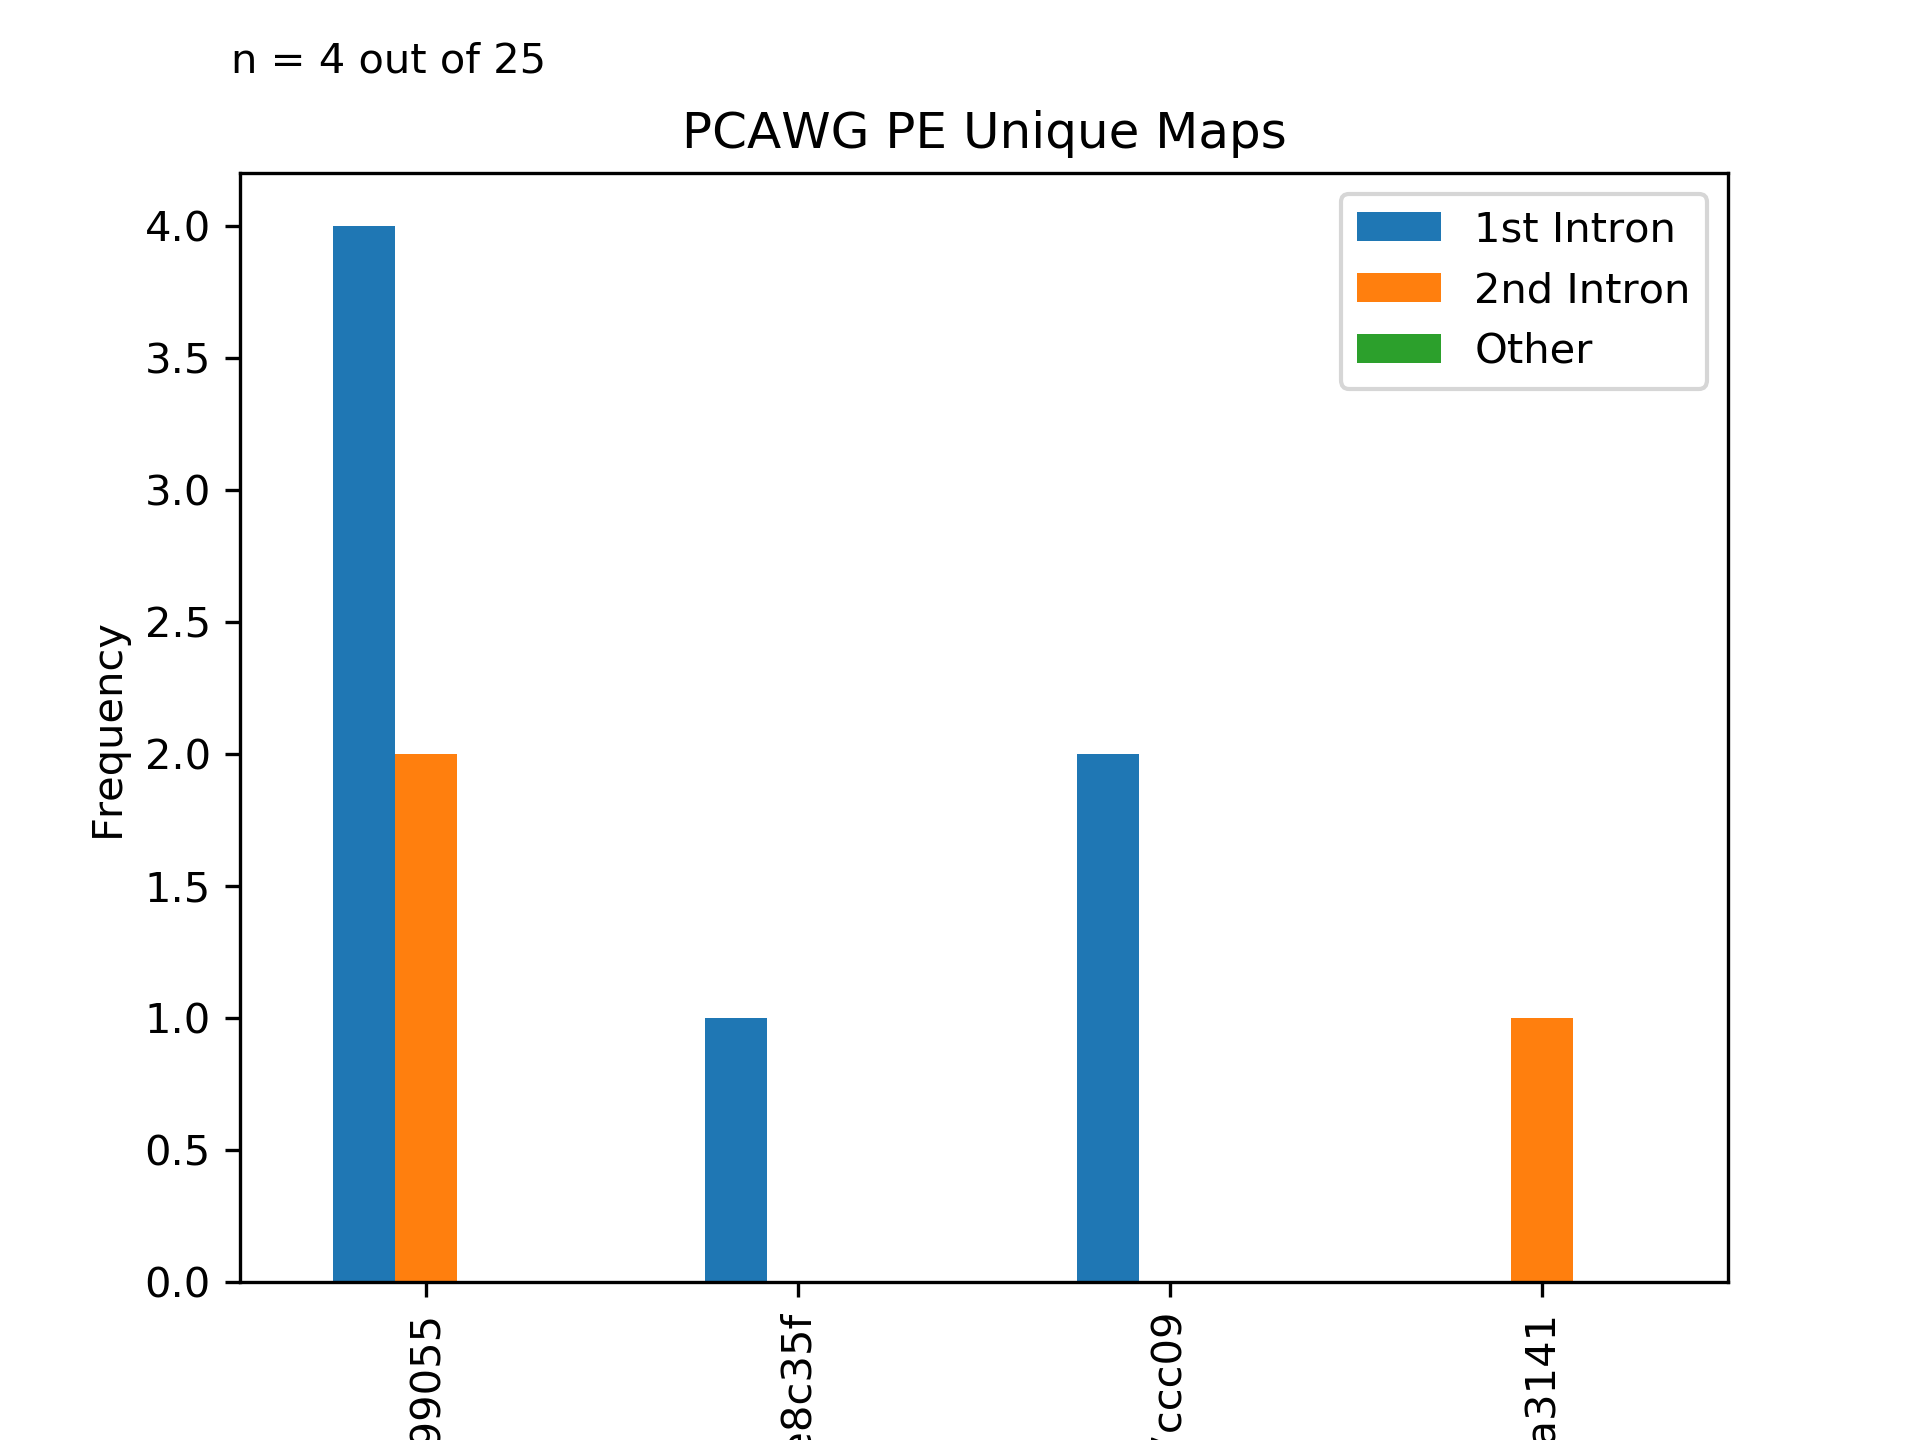 n = 4 out of 25
PCAWG PE Unique Maps
1st Intron
2nd Intron
Other
4.0
3.5
3.0
2.5
2.0
1.5
1.0
0.5
0.0
Frequency
99055
e8c35f
7ccc09
a3141